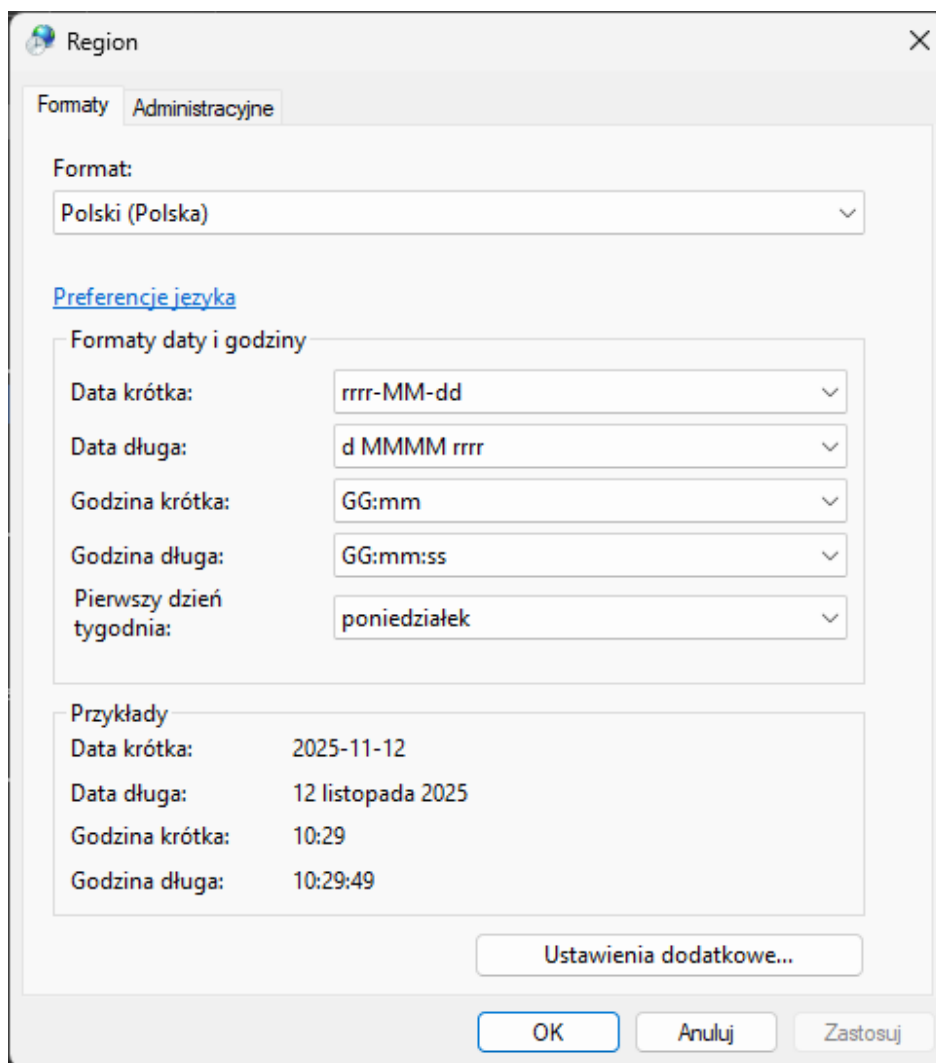 Region
Formaty Administracyjne
Format:
Polski (Polska)
Preferencje języka
Formaty daty i godziny
Data krótka: rrrr-MM-dd
Data długa: d MMMM rrrr
Godzina krótka: GG:mm
Godzina długa: GG:mm:ss
Pierwszy dzień
tygodnia: poniedziałek
Przykłady
Data krótka: 2025-11-12
Data długa: 12 listopada 2025
Godzina krótka: 10:29
Godzina długa: 10:29:49
Ustawienia dodatkowe...
OK Anuluj Zastosuj